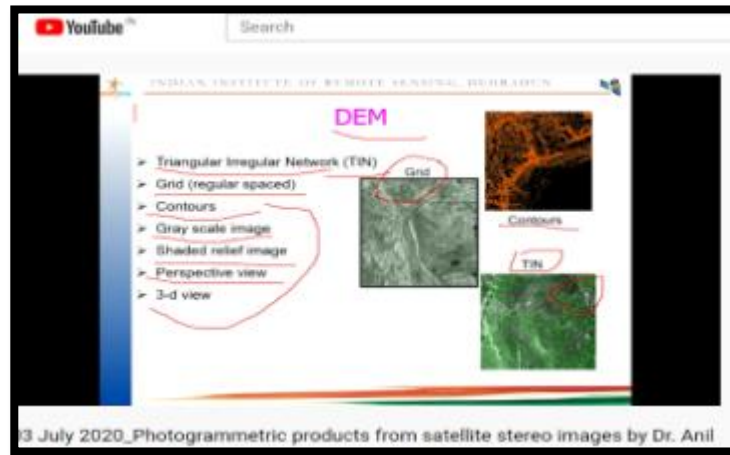 YouTube IN
Search
INDIAN INSTITUTE OF REMOTE SENSING, DEHRADUN
DEM
➢ Triangular Irregular Network (TIN)
➢ Grid (regular spaced)
➢ Contours
➢ Gray scale image
➢ Shaded relief image
➢ Perspective view
➢ 3-d view
Grid
Contours
TIN
03 July 2020_Photogrammetric products from satellite stereo images by Dr. Anil